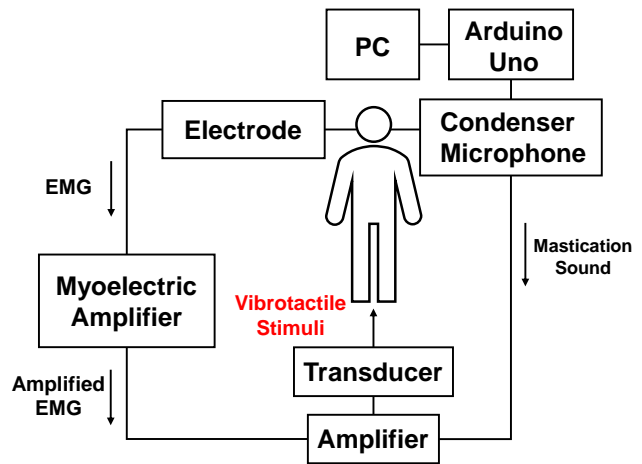 PC
Arduino
Uno
Electrode
Condenser
Microphone
EMG
Mastication
Sound
Myoelectric
Amplifier
Vibrotactile
Stimuli
Transducer
Amplified
EMG
Amplifier